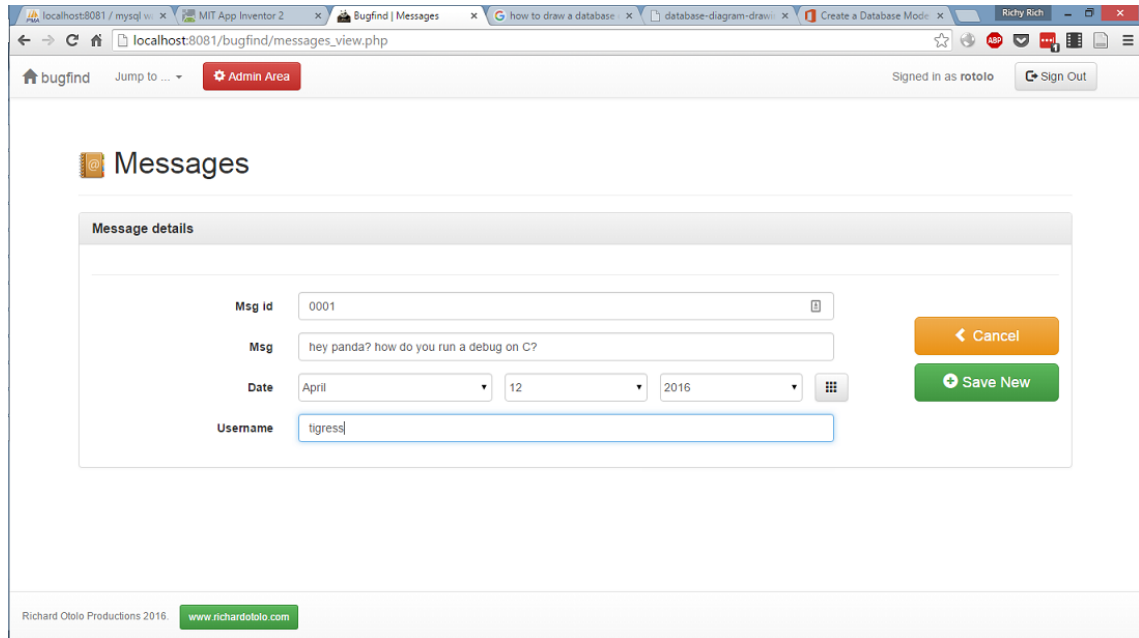 localhost:8081 / mysql w
MIT App Inventor 2
Bugfind | Messages
how to draw a database
database-diagram-drawi
Create a Database Mode
Richy Rich
localhost:8081/bugfind/messages_view.php
ABP
1
bugfind
Jump to ...
Admin Area
Signed in as rotolo
Sign Out
Messages
Message details
Msg id
0001
Msg
hey panda? how do you run a debug on C?
Date
April
12
2016
Username
tigress
Cancel
Save New
Richard Otolo Productions 2016.
www.richardotolo.com